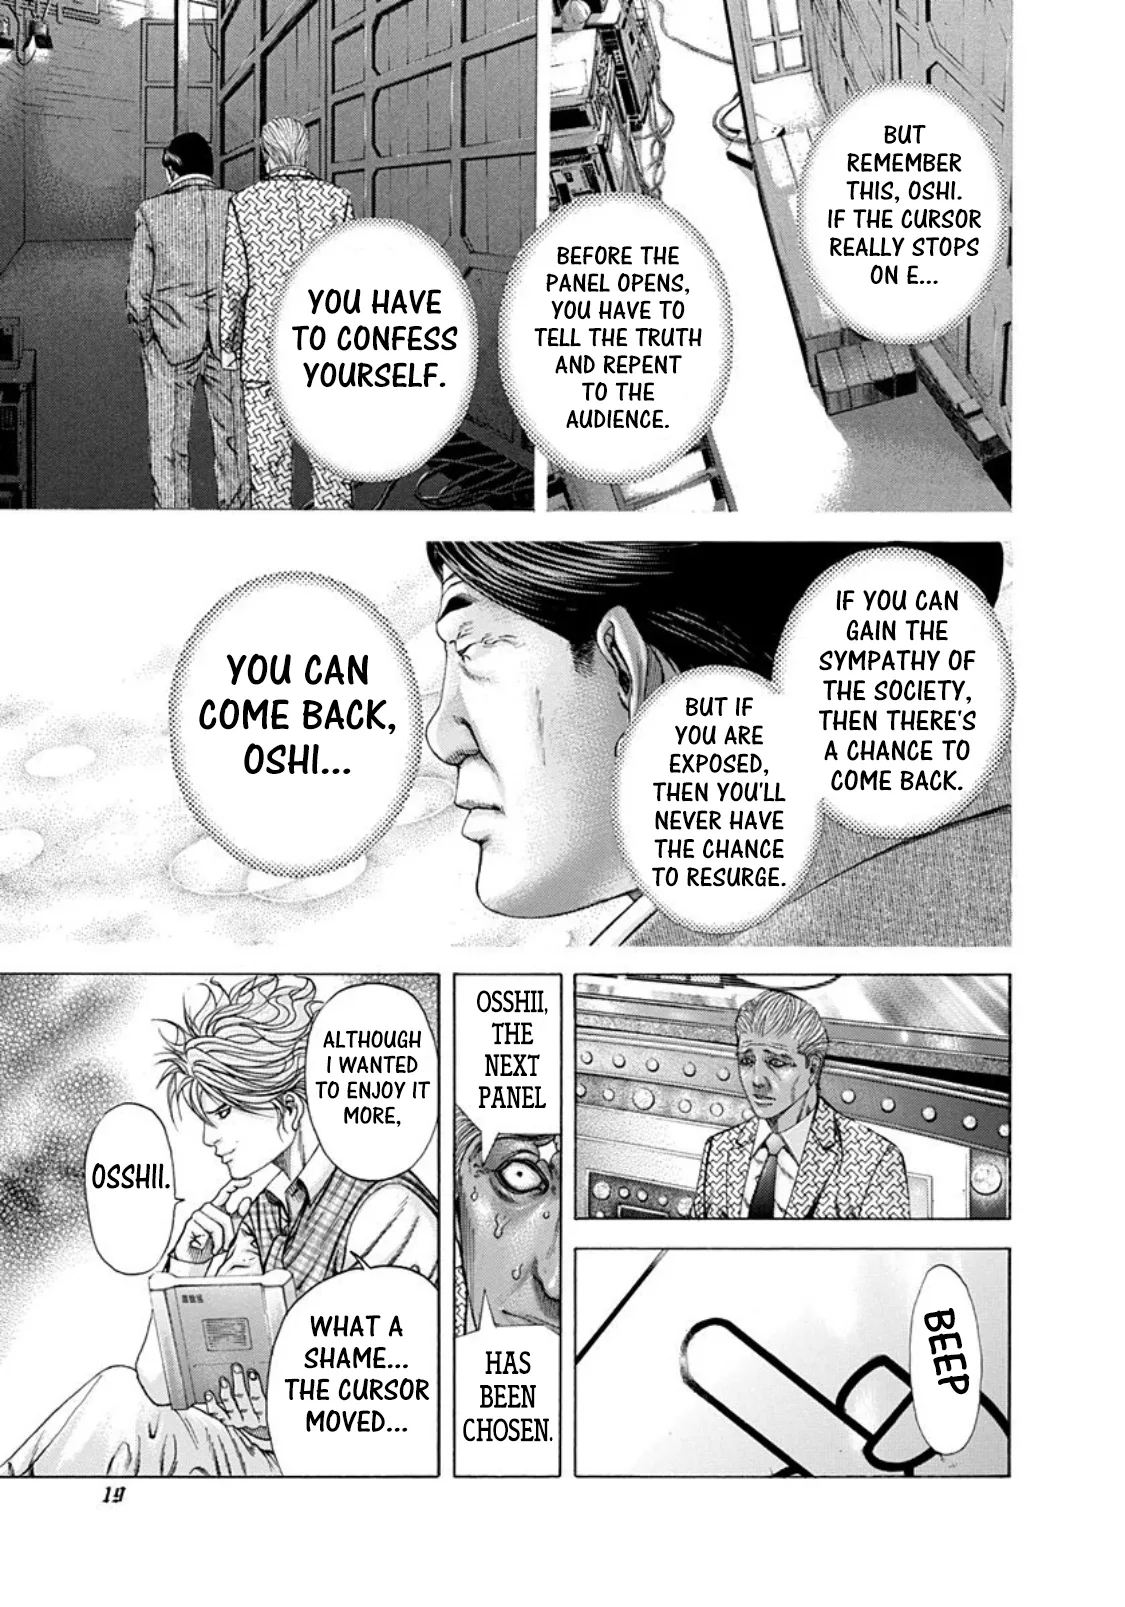 BUT
REMEMBER
THIS, OSHI.
IF THE CURSOR
REALLY STOPS
ON E...
BEFORE THE
PANEL OPENS,
YOU HAVE TO
TELL THE TRUTH
AND REPENT
TO THE
AUDIENCE.
YOU HAVE
TO CONFESS
YOURSELF.
IF YOU CAN
GAIN THE
SYMPATHY OF
THE SOCIETY,
THEN THERE'S
A CHANCE TO
COME BACK.
BUT IF
YOU ARE
EXPOSED,
THEN YOU'LL
NEVER HAVE
THE CHANCE
TO RESURGE.
YOU CAN
COME BACK,
OSHI...
BEEP
OSSHII,
THE
NEXT
PANEL
HAS
BEEN
CHOSEN.
ALTHOUGH
I WANTED
TO ENJOY IT
MORE,
OSSHII.
WHAT A
SHAME...
THE CURSOR
MOVED...
19